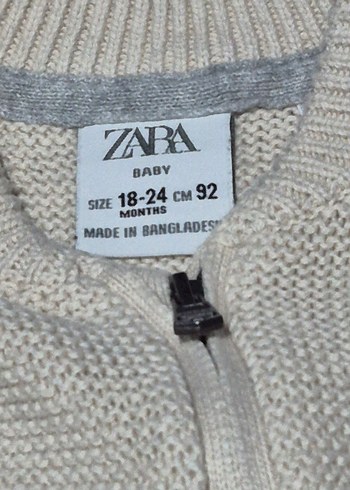 ZARA
BABY
SIZE 18-24 CM 92
MONTHS
MADE IN BANGLADESH